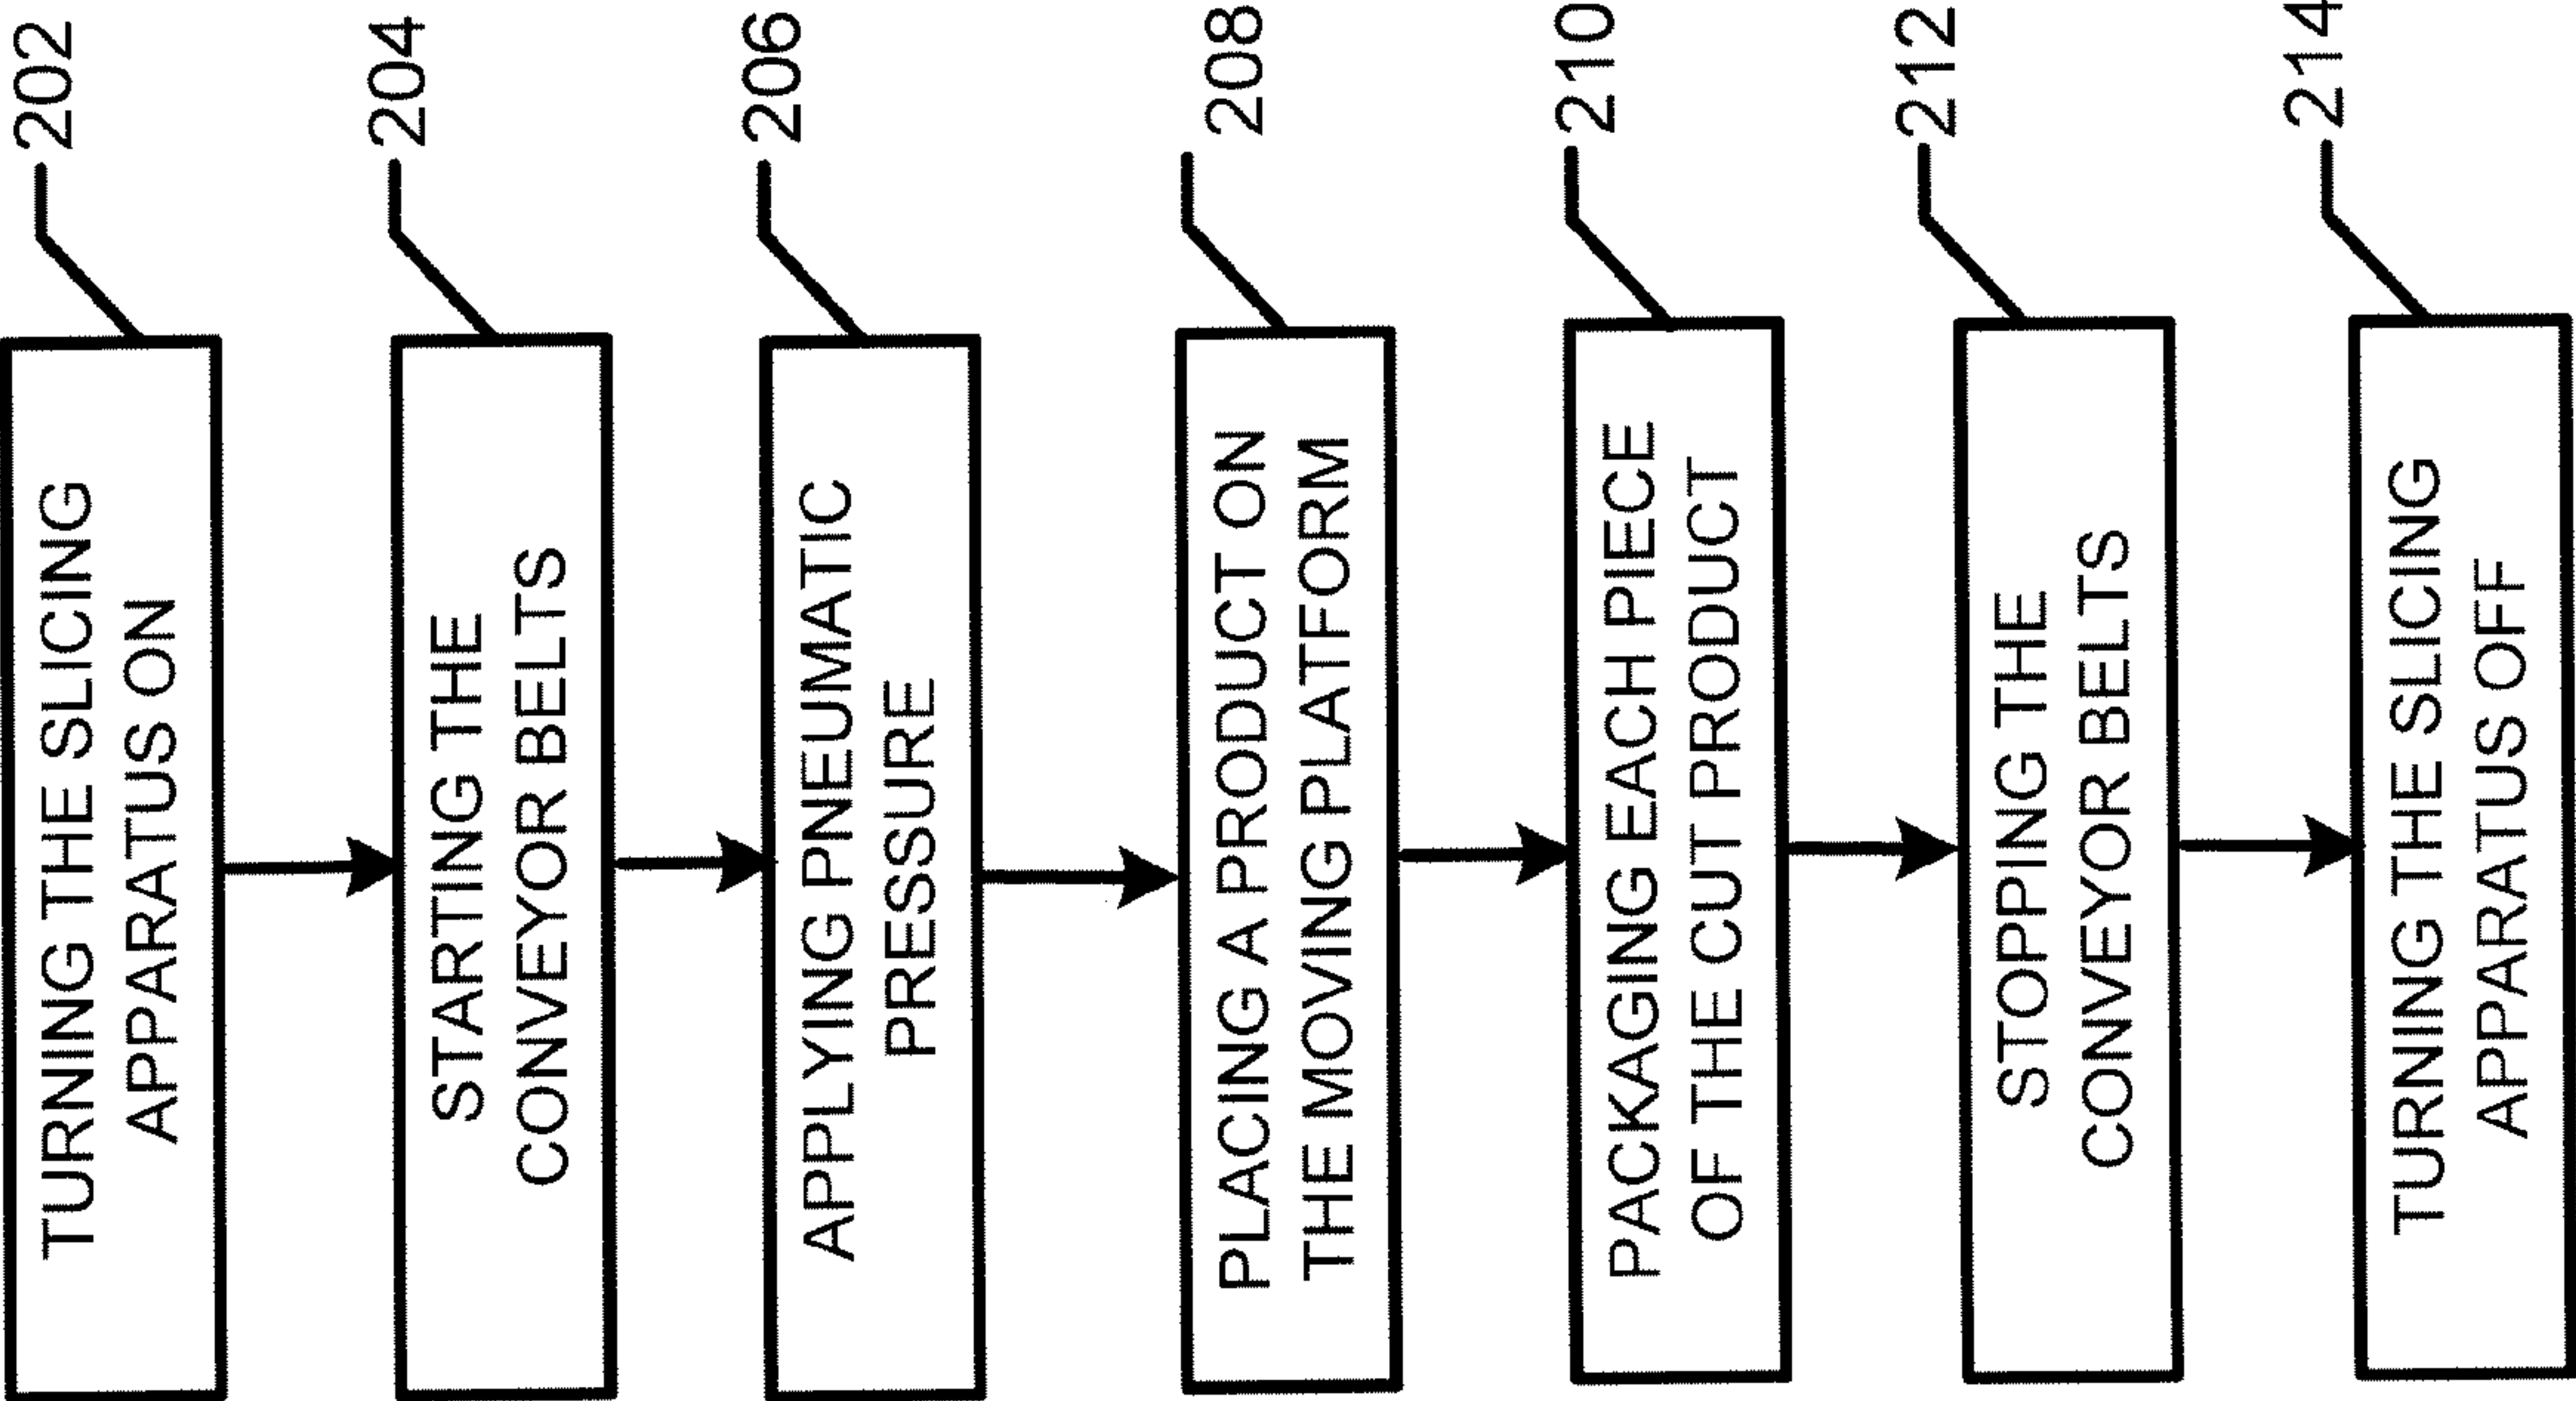 202
TURNING THE SLICING
APPARATUS ON
204
STARTING THE
CONVEYOR BELTS
206
APPLYING PNEUMATIC
PRESSURE
208
PLACING A PRODUCT ON
THE MOVING PLATFORM
210
PACKAGING EACH PIECE
OF THE CUT PRODUCT
212
STOPPING THE
CONVEYOR BELTS
214
TURNING THE SLICING
APPARATUS OFF